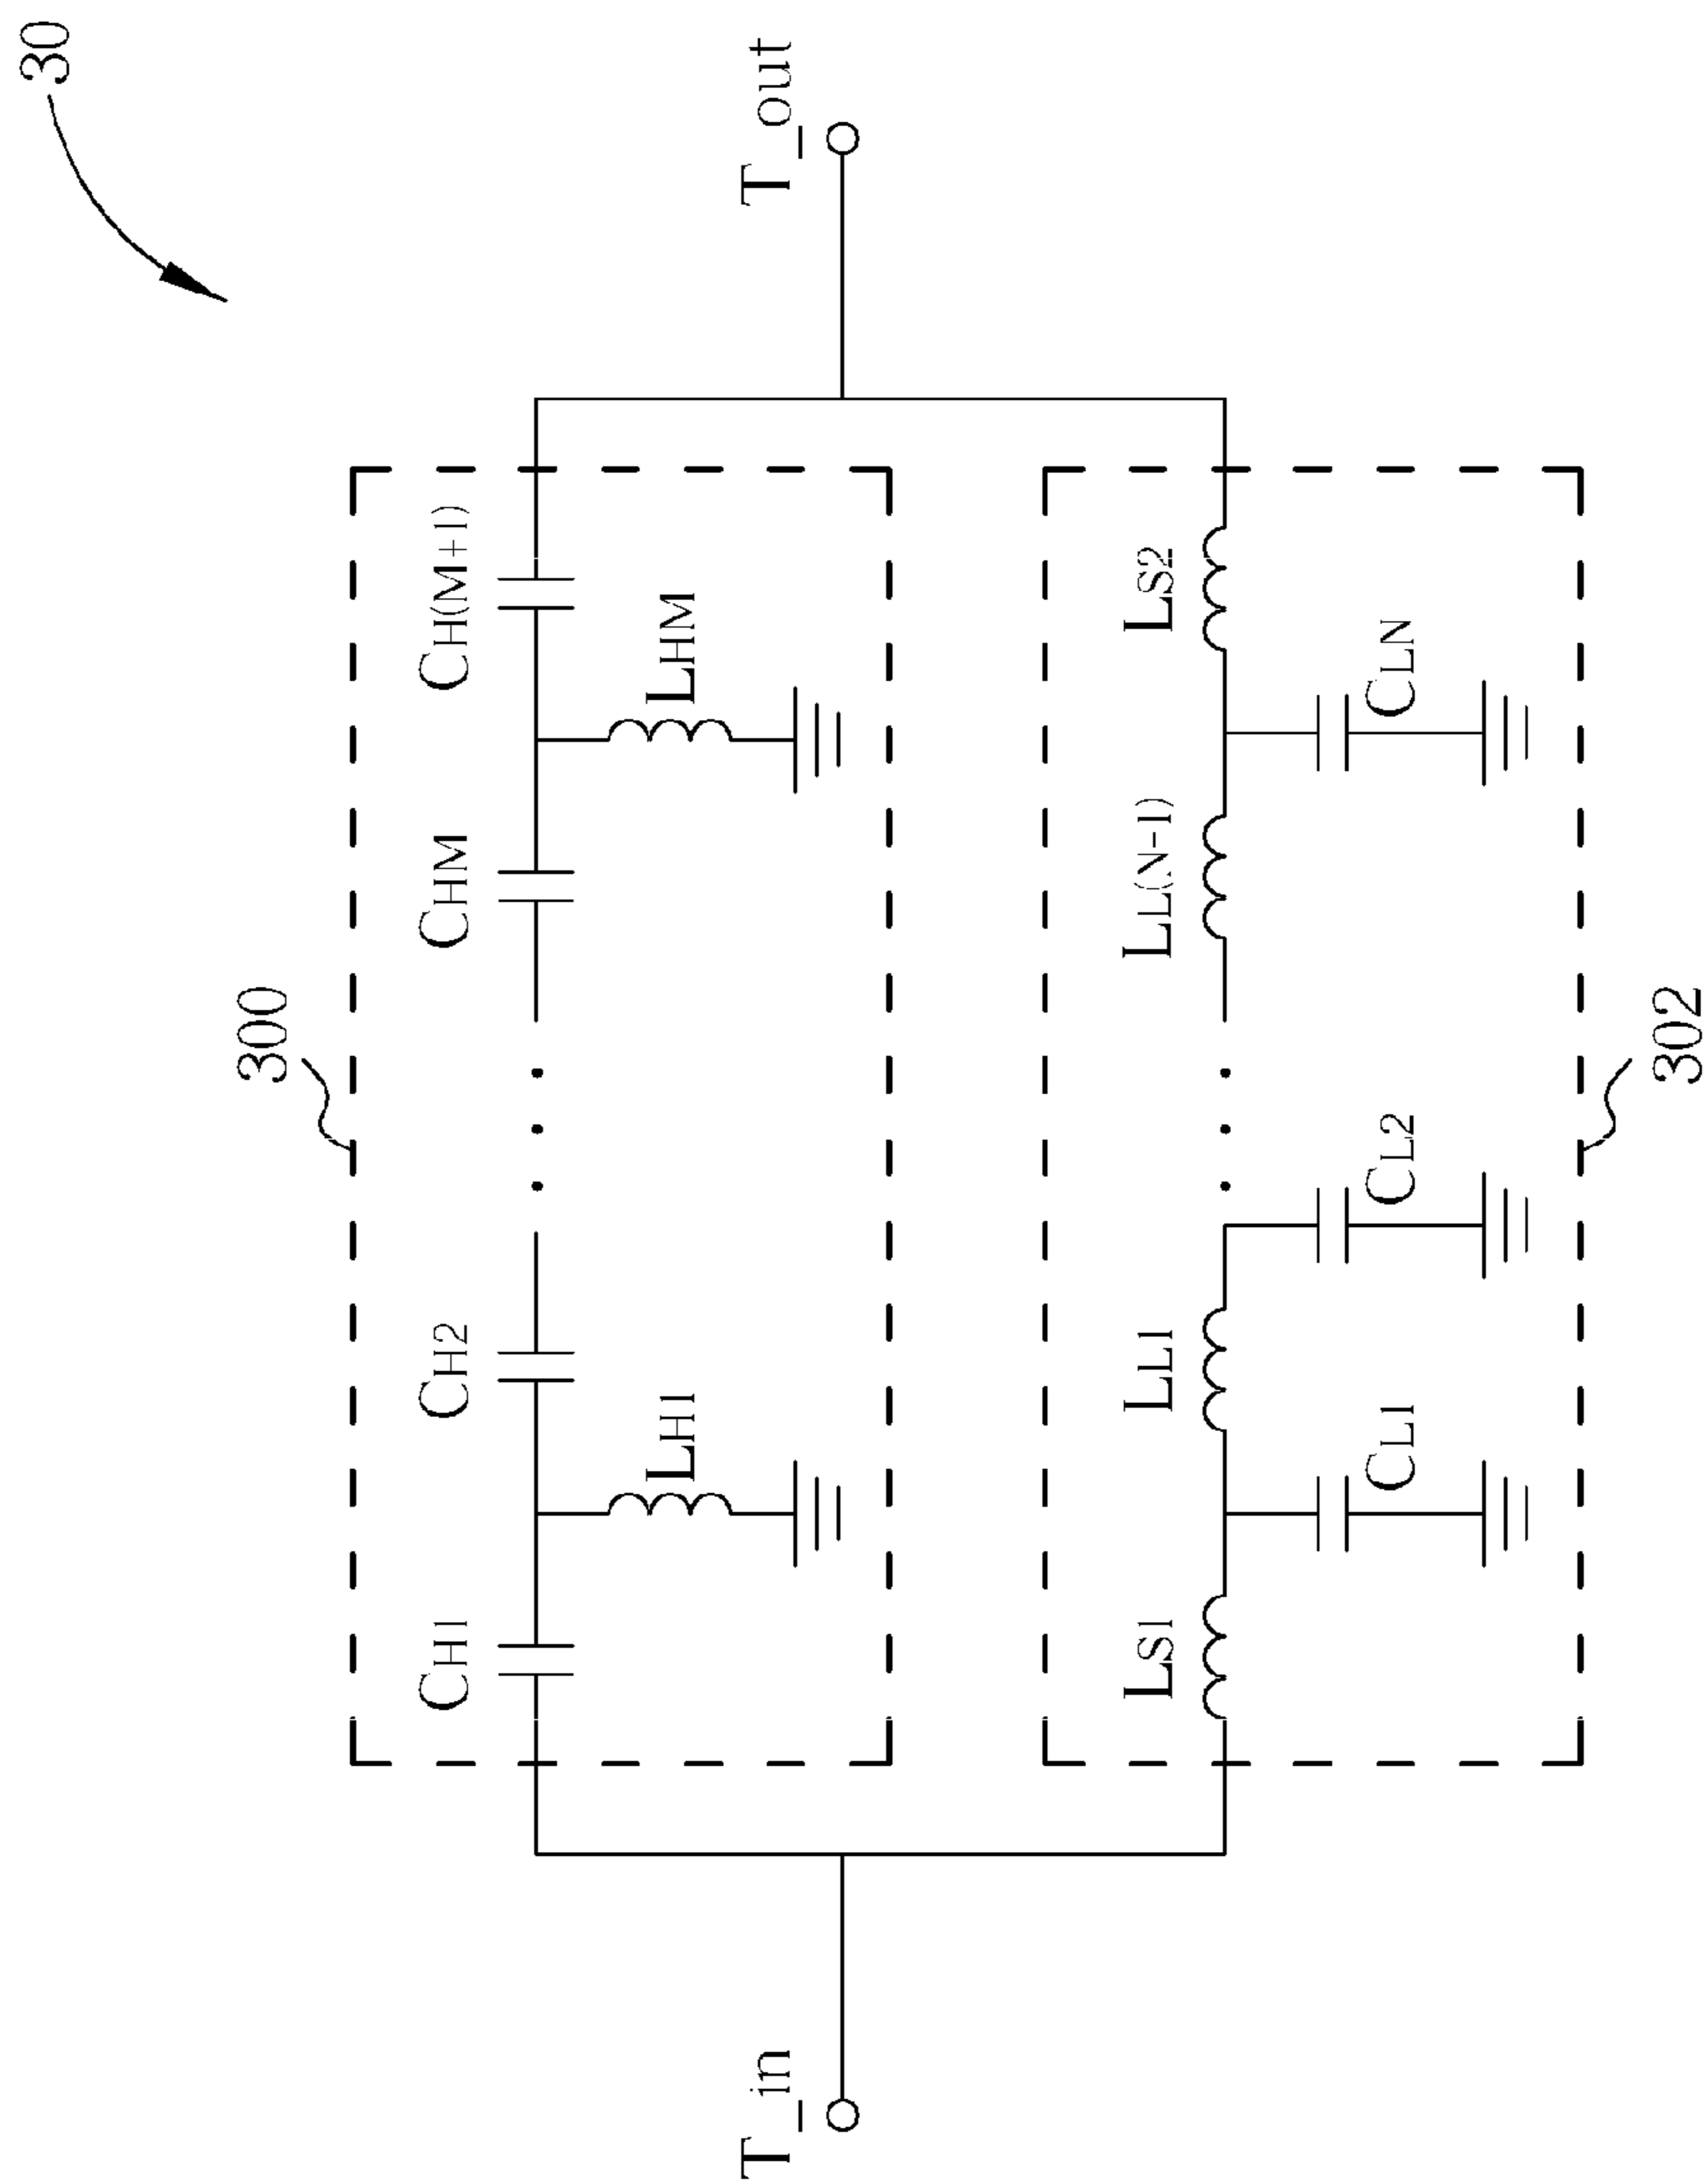 30
300
CH1
CH2
CHM
CH(M+1)
LH1
LHM
T_in
T_out
LS1
LL1
LL(N-1)
LS2
CL1
CL2
CLN
302